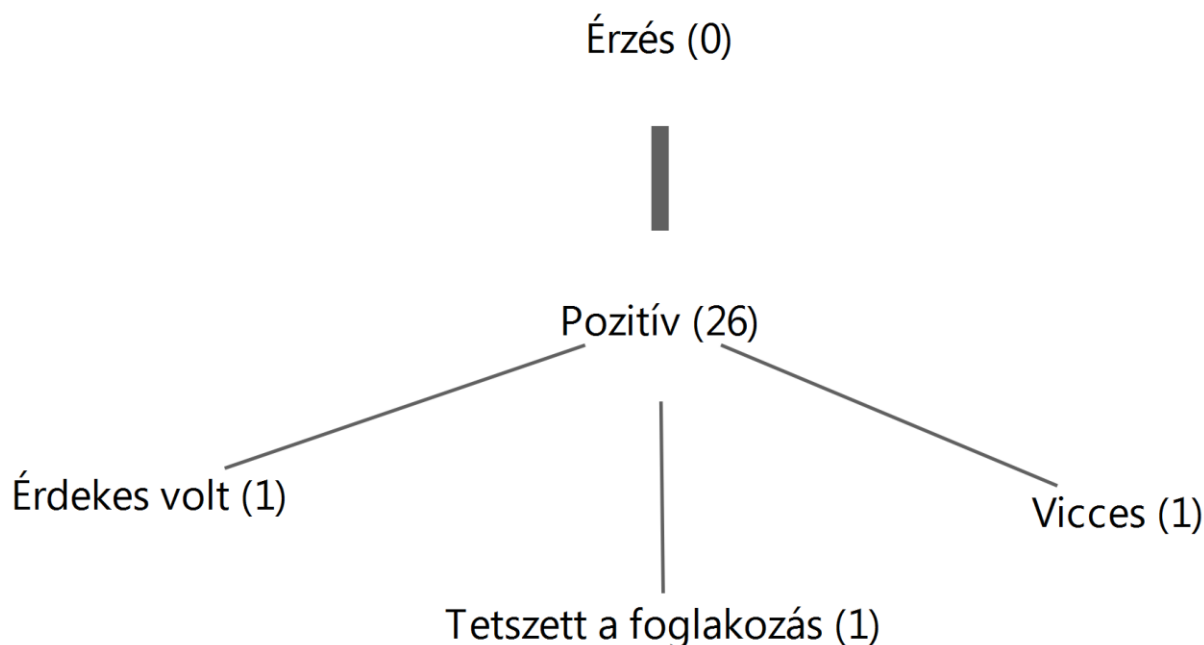 Érzés (0)
Pozitív (26)
Érdekes volt (1)
Vicces (1)
Tetszett a foglakozás (1)